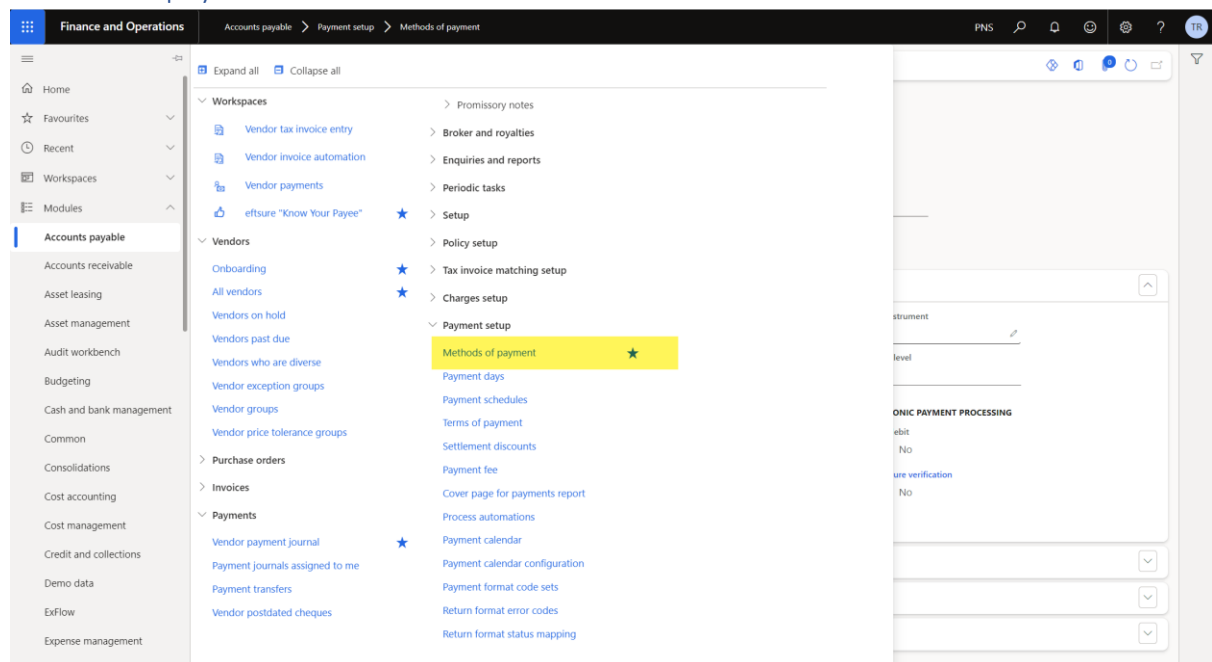 Finance and Operations
Accounts payable > Payment setup > Methods of payment
PNS
?
TR
Expand all
Collapse all
0
Home
Favourites
Recent
Workspaces
Modules
Accounts payable
Accounts receivable
Asset leasing
Asset management
Audit workbench
Budgeting
Cash and bank management
Common
Consolidations
Cost accounting
Cost management
Credit and collections
Demo data
ExFlow
Expense management
Workspaces
Vendor tax invoice entry
Vendor invoice automation
Vendor payments
eftsure "Know Your Payee"
Vendors
Onboarding
All vendors
Vendors on hold
Vendors past due
Vendors who are diverse
Vendor exception groups
Vendor groups
Vendor price tolerance groups
Purchase orders
Invoices
Payments
Vendor payment journal
Payment journals assigned to me
Payment transfers
Vendor postdated cheques
Promissory notes
Broker and royalties
Enquiries and reports
Periodic tasks
Setup
Policy setup
Tax invoice matching setup
Charges setup
Payment setup
Methods of payment
Payment days
Payment schedules
Terms of payment
Settlement discounts
Payment fee
Cover page for payments report
Process automations
Payment calendar
Payment calendar configuration
Payment format code sets
Return format error codes
Return format status mapping
strument
level
ONIC PAYMENT PROCESSING
ebit
No
ure verification
No